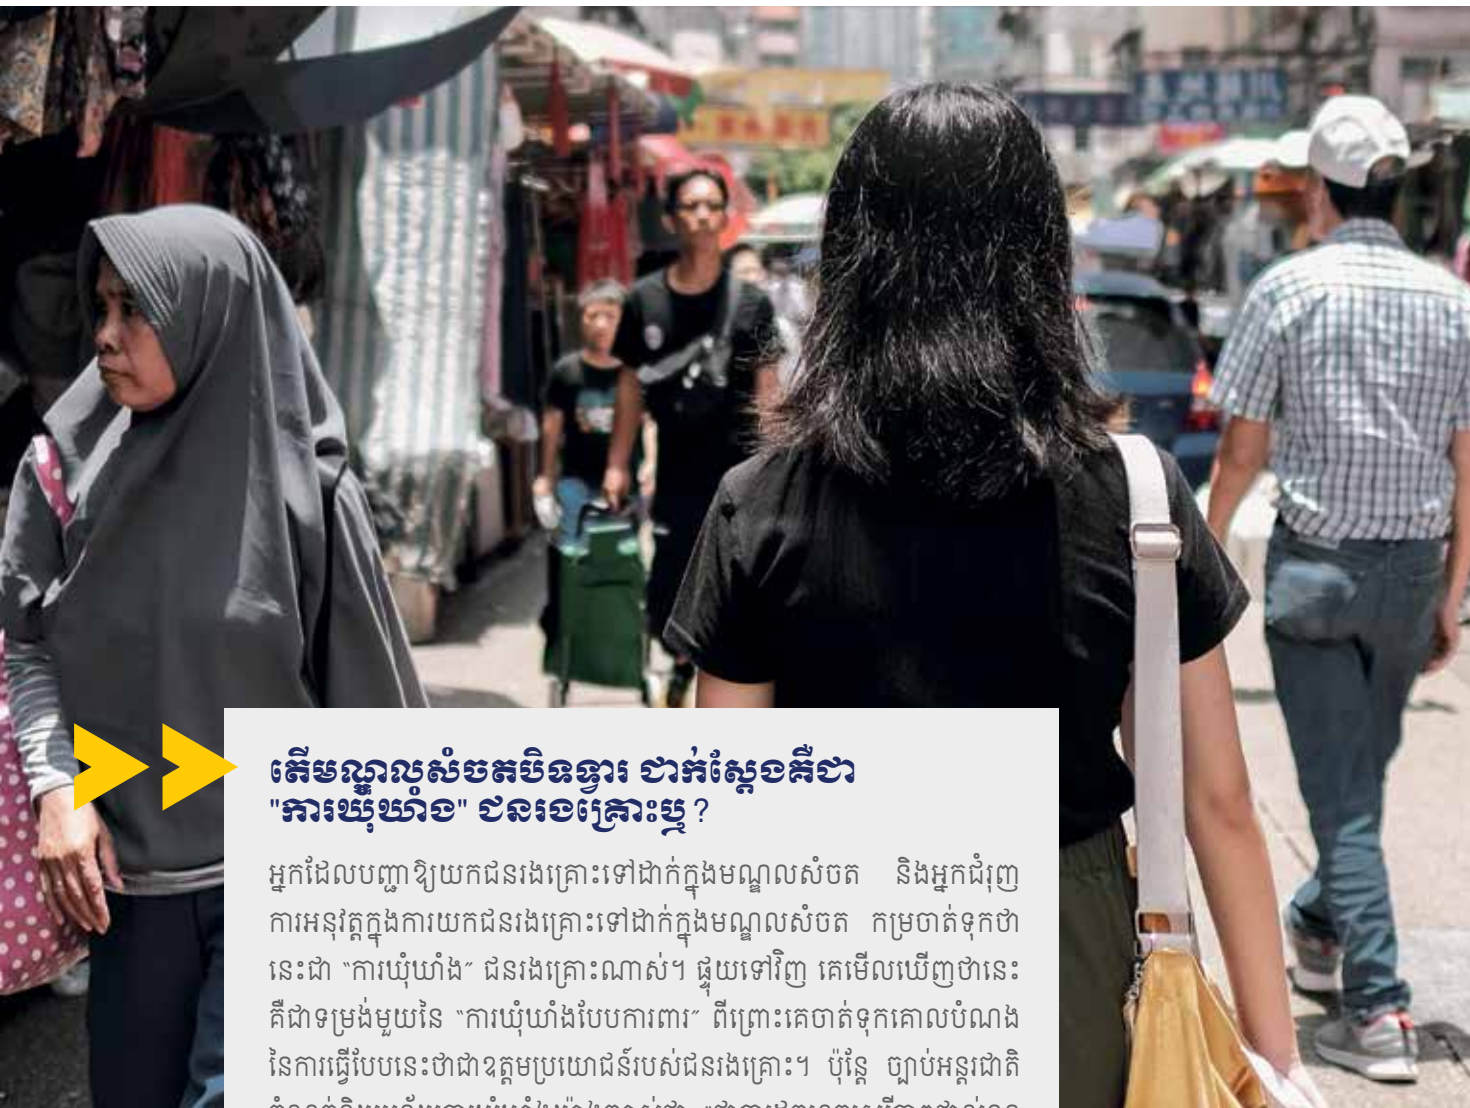 តើមណ្ឌលសំចតបិទទ្វារ ជាក់ស្តែងគឺជា
"ការឃុំឃាំង" ជនរងគ្រោះឬ?
អ្នកដែលបញ្ជាឱ្យយកជនរងគ្រោះទៅដាក់ក្នុងមណ្ឌលសំចត និងអ្នកជំរុញ
ការអនុវត្តក្នុងការយកជនរងគ្រោះទៅដាក់ក្នុងមណ្ឌលសំចត កម្រចាត់ទុកថា
នេះជា “ការឃុំឃាំង” ជនរងគ្រោះណាស់។ ផ្ទុយទៅវិញ គេមើលឃើញថានេះ
គឺជាទម្រង់មួយនៃ “ការឃុំឃាំងបែបការពារ” ពីព្រោះគេចាត់ទុកគោលបំណង
នៃការធ្វើបែបនេះថាជាឧត្តមប្រយោជន៍របស់ជនរងគ្រោះ។ ប៉ុន្តែ ច្បាប់អន្តរជាតិ